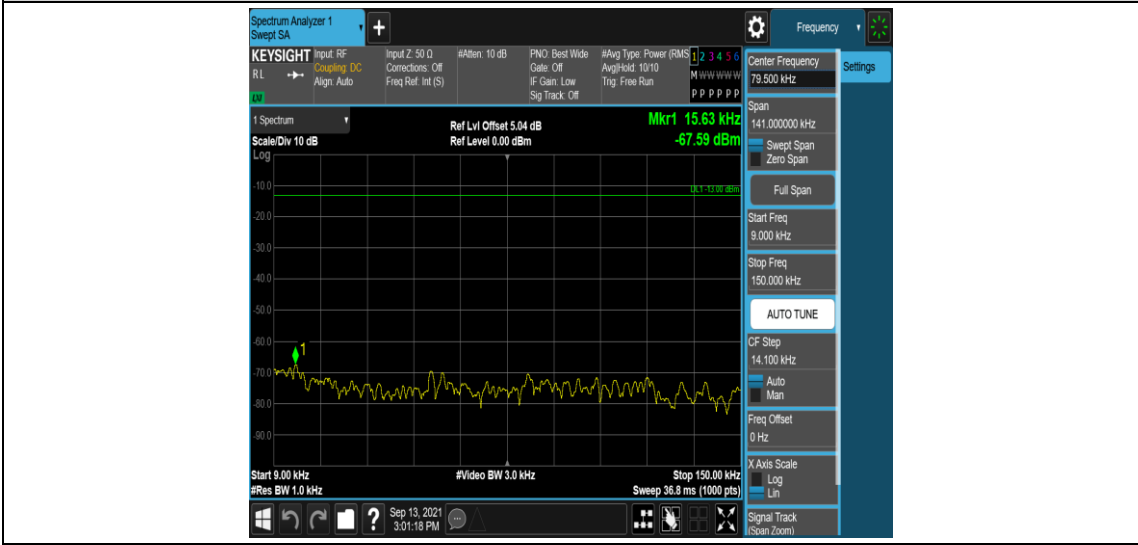 Spectrum Analyzer 1
Swept SA
+
Frequency
KEYSIGHT
Input: RF
Coupling: DC
Align: Auto
RL
LM
Input Z: 50 Ω
Corrections: Off
Freq Ref: Int (S)
#Atten: 10 dB
PNO: Best Wide
Gate: Off
IF Gain: Low
Sig Track: Off
#Avg Type: Power (RMS
Avg|Hold: 10/10
Trig: Free Run
1 2 3 4 5 6
M W W W W W
P P P P P P
1 Spectrum
Scale/Div 10 dB
Log
Ref Lvl Offset 5.04 dB
Ref Level 0.00 dBm
Mkr1 15.63 kHz
-67.59 dBm
DL1 -13.00 dBm
-10.0
-20.0
-30.0
-40.0
-50.0
-60.0
1
-70.0
-80.0
-90.0
Start 9.00 kHz
#Res BW 1.0 kHz
#Video BW 3.0 kHz
Stop 150.00 kHz
Sweep 36.8 ms (1000 pts)
?
Sep 13, 2021
3:01:18 PM
Center Frequency
79.500 kHz
Span
141.000000 kHz
Swept Span
Zero Span
Full Span
Start Freq
9.000 kHz
Stop Freq
150.000 kHz
AUTO TUNE
CF Step
14.100 kHz
Auto
Man
Freq Offset
0 Hz
X Axis Scale
Log
Lin
Signal Track
(Span Zoom)
Settings